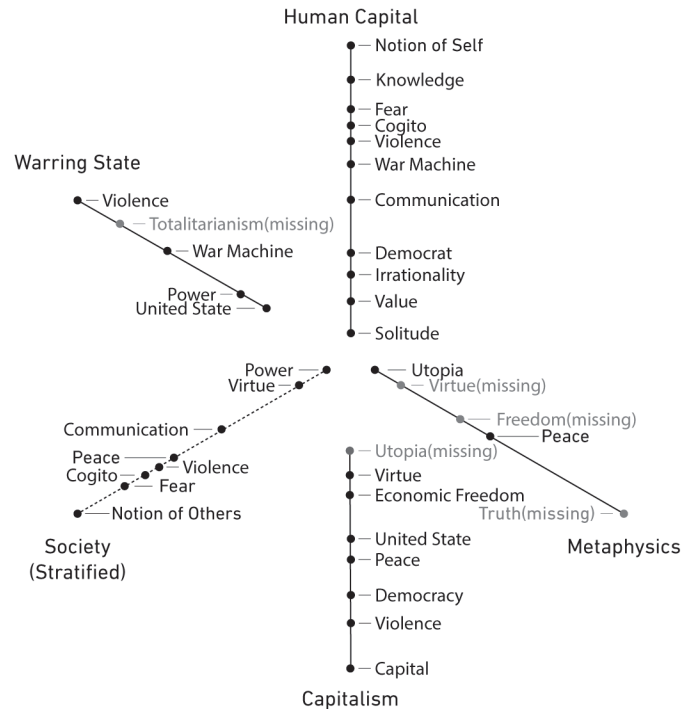 Human Capital
Notion of Self
Knowledge
Fear
Cogito
Violence
War Machine
Communication
Democrat
Irrationality
Value
Solitude
Warring State
Violence
Totalitarianism(missing)
War Machine
Power
United State
Power
Virtue
Communication
Peace
Violence
Cogito
Fear
Notion of Others
Society
(Stratified)
Utopia
Virtue(missing)
Freedom(missing)
Peace
Truth(missing)
Metaphysics
Utopia(missing)
Virtue
Economic Freedom
United State
Peace
Democracy
Violence
Capital
Capitalism